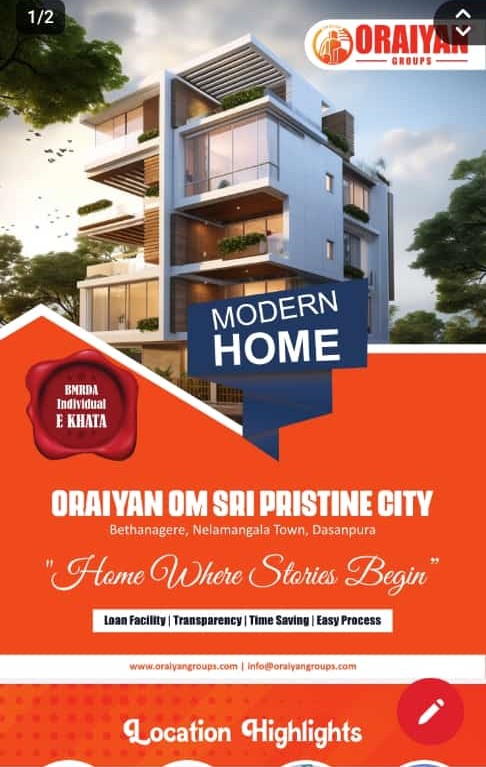 1/2
ORAIYAN
GROUPS
MODERN
HOME
BMRDA
Individual
E KHATA
ORAIYAN OM SRI PRISTINE CITY
Bethanagere, Nelamangala Town, Dasanpura
"Home Where Stories Begin"
Loan Facility | Transparency | Time Saving | Easy Process
www.oraiyangroups.com | info@oraiyangroups.com
Location Highlights